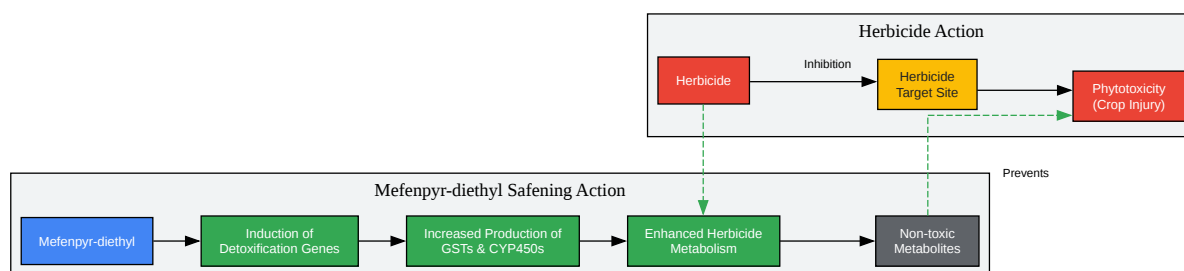 Herbicide Action
Inhibition
Herbicide
Herbicide
Target Site
Phytotoxicity
(Crop Injury)
Prevents
Mefenpyr-diethyl Safening Action
Mefenpyr-diethyl
Induction of
Detoxification Genes
Increased Production of
GSTs & CYP450s
Enhanced Herbicide
Metabolism
Non-toxic
Metabolites